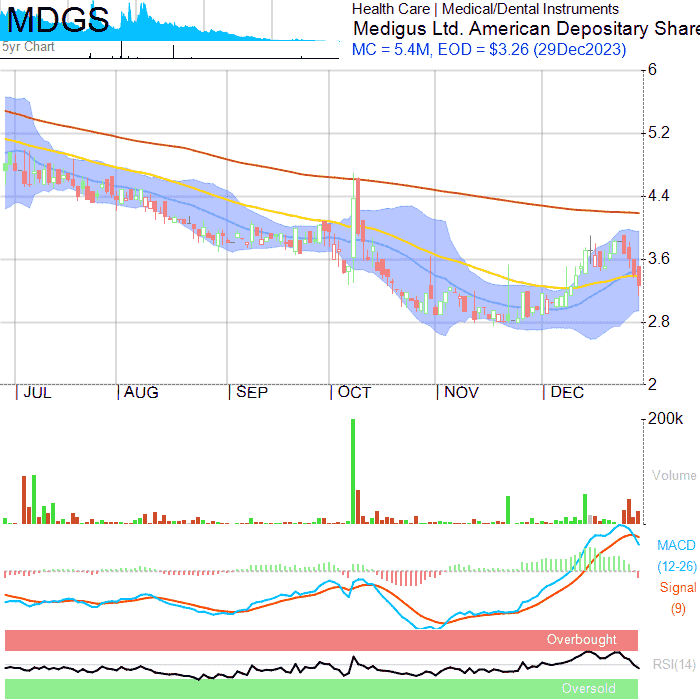 MDGS
5yr Chart
Health Care | Medical/Dental Instruments
Medigus Ltd. American Depositary Share
MC = 5.4M, EOD = $3.26 (29Dec2023)
6
5.2
4.4
3.6
2.8
2
JUL AUG SEP OCT NOV DEC
200k
Volume
MACD
(12-26)
Signal
(9)
Overbought
RSI(14)
Oversold